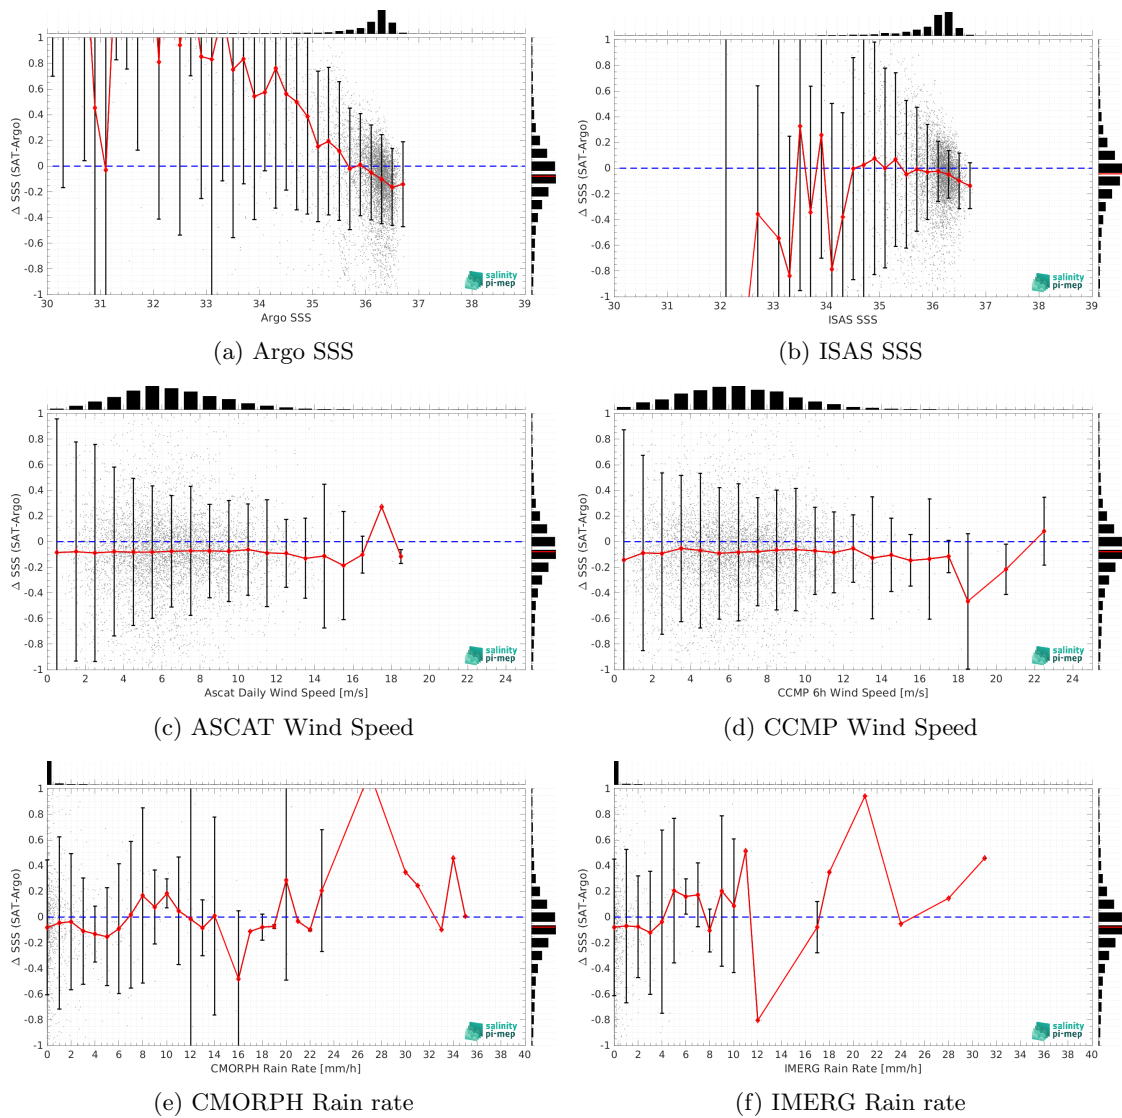 1
0.8
0.6
0.4
0.2
0
-0.2
-0.4
-0.6
-0.8
-1
Δ SSS (SAT-Argo)
30 31 32 33 34 35 36 37 38 39
Argo SSS
salinity
pi-mep
(a) Argo SSS
1
0.8
0.6
0.4
0.2
0
-0.2
-0.4
-0.6
-0.8
-1
Δ SSS (SAT-Argo)
30 31 32 33 34 35 36 37 38 39
ISAS SSS
salinity
pi-mep
(b) ISAS SSS
1
0.8
0.6
0.4
0.2
0
-0.2
-0.4
-0.6
-0.8
-1
Δ SSS (SAT-Argo)
0 2 4 6 8 10 12 14 16 18 20 22 24
Ascat Daily Wind Speed [m/s]
salinity
pi-mep
(c) ASCAT Wind Speed
1
0.8
0.6
0.4
0.2
0
-0.2
-0.4
-0.6
-0.8
-1
Δ SSS (SAT-Argo)
0 2 4 6 8 10 12 14 16 18 20 22 24
CCMP 6h Wind Speed [m/s]
salinity
pi-mep
(d) CCMP Wind Speed
1
0.8
0.6
0.4
0.2
0
-0.2
-0.4
-0.6
-0.8
-1
Δ SSS (SAT-Argo)
0 2 4 6 8 10 12 14 16 18 20 22 24 26 28 30 32 34 36 38 40
CMORPH Rain Rate [mm/h]
salinity
pi-mep
(e) CMORPH Rain rate
1
0.8
0.6
0.4
0.2
0
-0.2
-0.4
-0.6
-0.8
-1
Δ SSS (SAT-Argo)
0 2 4 6 8 10 12 14 16 18 20 22 24 26 28 30 32 34 36 38 40
IMERG Rain Rate [mm/h]
salinity
pi-mep
(f) IMERG Rain rate